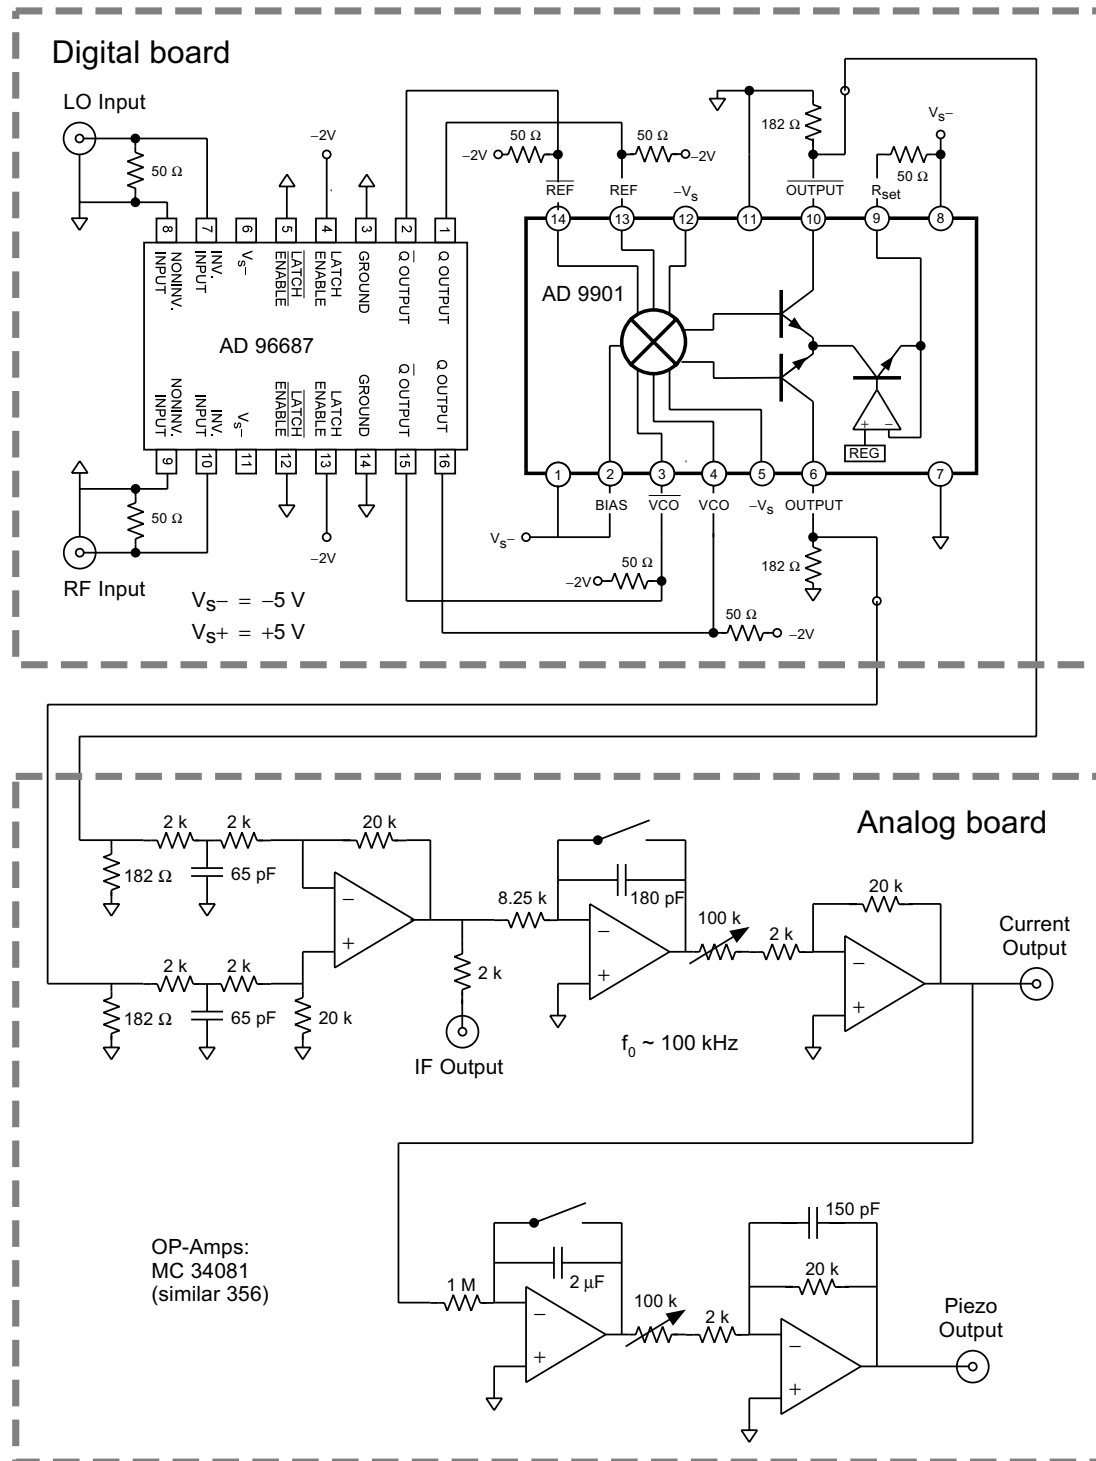 Digital board
LO Input
50 Ω
−2V
8
7
6
5
4
3
2
1
NONINV. INPUT
INV. INPUT
Vs−
LATCH ENABLE
LATCH ENABLE
GROUND
Q OUTPUT
Q OUTPUT
AD 96687
NONINV. INPUT
INV. INPUT
Vs−
LATCH ENABLE
LATCH ENABLE
GROUND
Q OUTPUT
Q OUTPUT
9
10
11
12
13
14
15
16
50 Ω
−2V
RF Input
Vs− = −5 V
Vs+ = +5 V
50 Ω
−2V
50 Ω
−2V
182 Ω
Vs−
50 Ω
REF
REF
−Vs
OUTPUT
Rset
14
13
12
11
10
9
8
AD 9901
+ −
REG
1
2
3
4
5
6
7
BIAS
VCO
VCO
−Vs
OUTPUT
Vs−
50 Ω
−2V
182 Ω
50 Ω
−2V
Analog board
2 k
2 k
20 k
182 Ω
65 pF
−
+
2 k
2 k
182 Ω
65 pF
20 k
2 k
IF Output
8.25 k
180 pF
−
+
100 k
2 k
20 k
−
+
Current
Output
f0 ~ 100 kHz
OP-Amps:
MC 34081
(similar 356)
1 M
2 μF
−
+
100 k
2 k
150 pF
20 k
−
+
Piezo
Output